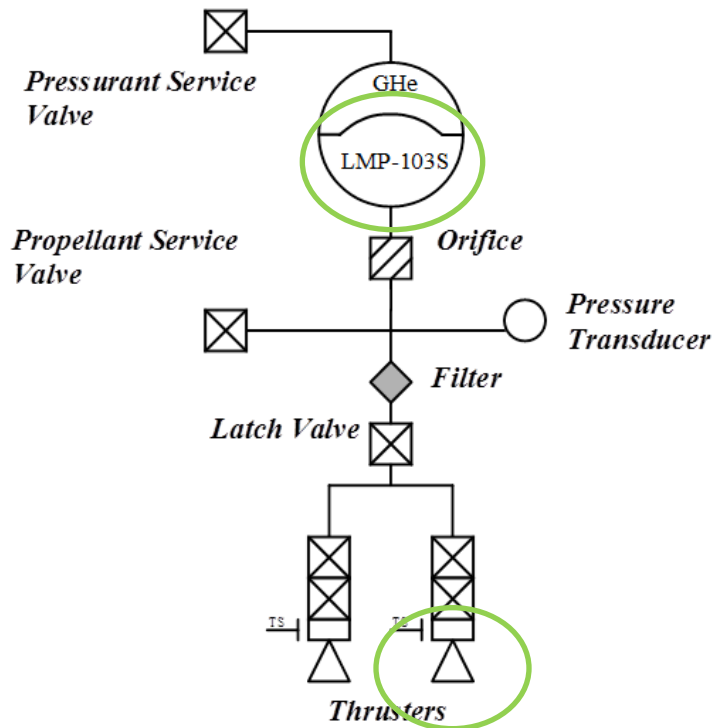 GHe
Pressurant Service
Valve
LMP-103S
Propellant Service
Valve
Orifice
Pressure
Transducer
Filter
Latch Valve
TS
TS
Thrusters